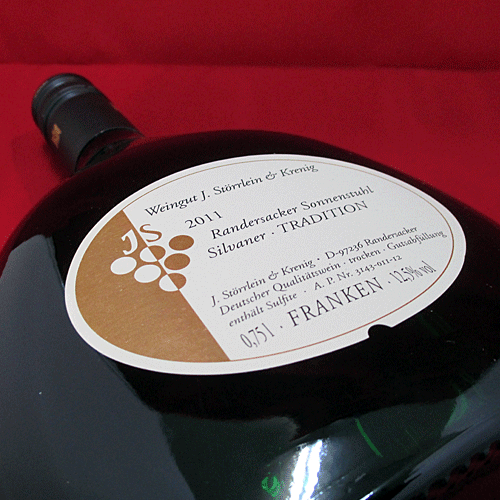 Weingut J. Störrlein & Krenig
2011
Randersacker Sonnenstuhl
Silvaner · TRADITION
JS
J. Störrlein & Krenig · D-97236 Randersacker
Deutscher Qualitätswein · trocken · Gutsabfüllung
enthält Sulfite · A. P. Nr. 3143-011-12
0,75 l · FRANKEN · 12,5% vol